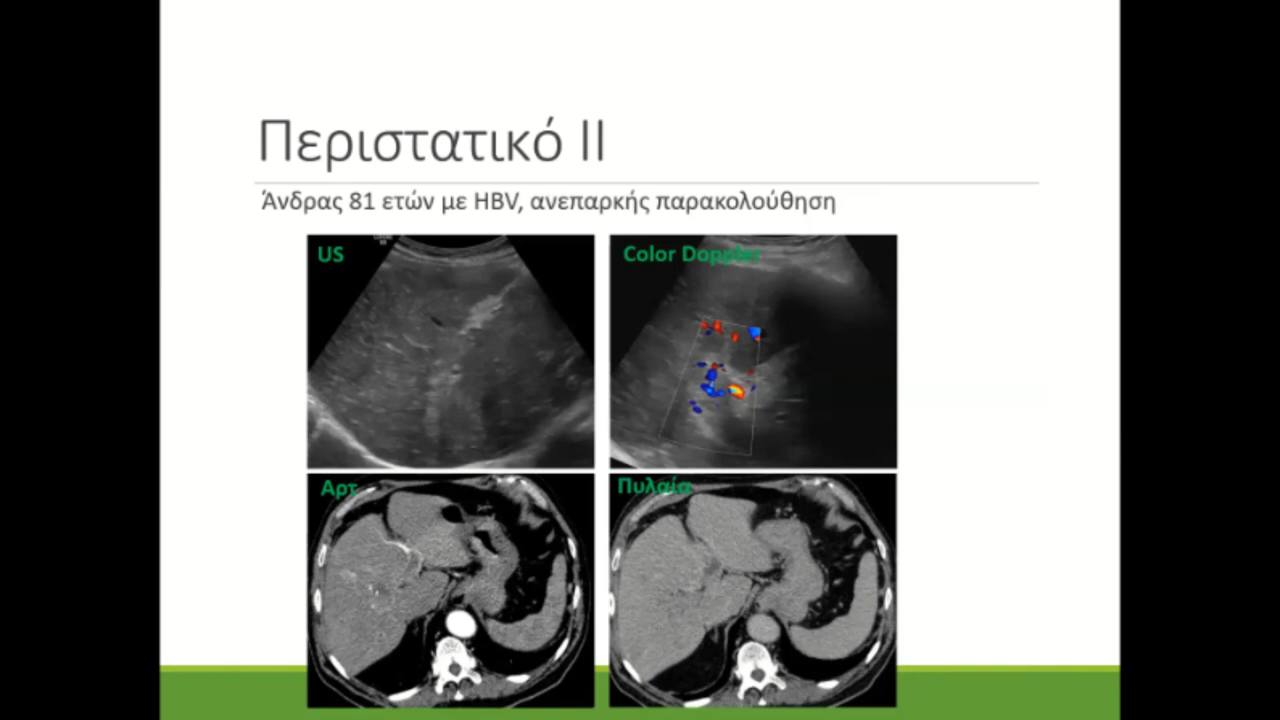 Περιστατικό ΙΙ
Άνδρας 81 ετών με HBV, ανεπαρκής παρακολούθηση
US
Color Doppler
Αρτ
Πυλαία